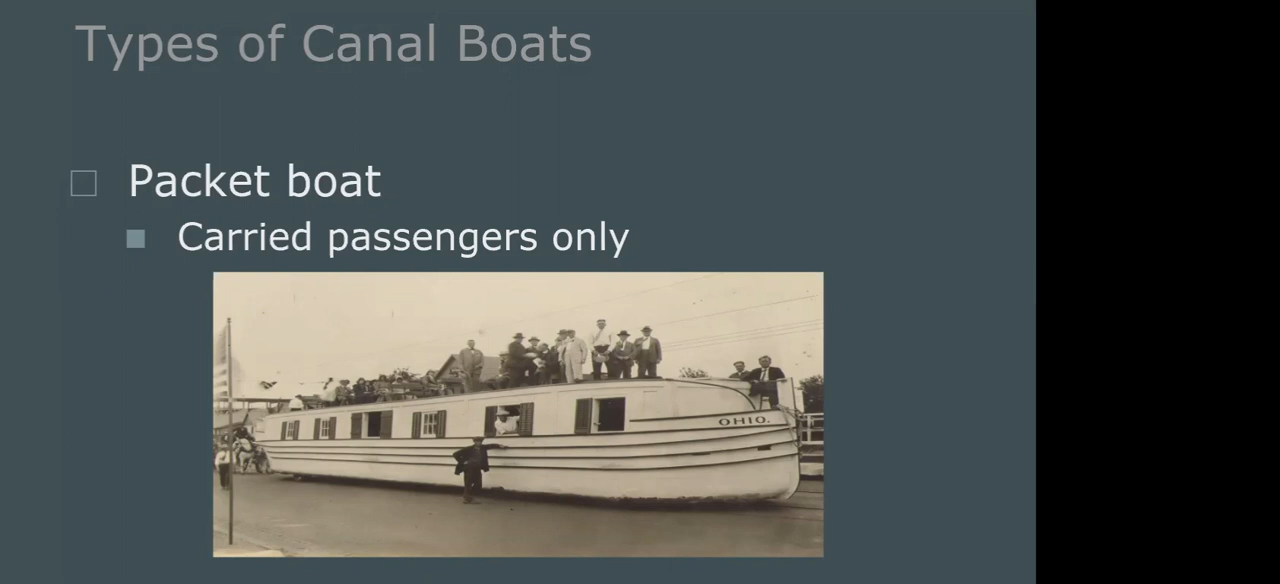 Types of Canal Boats
Packet boat
Carried passengers only
OHIO.